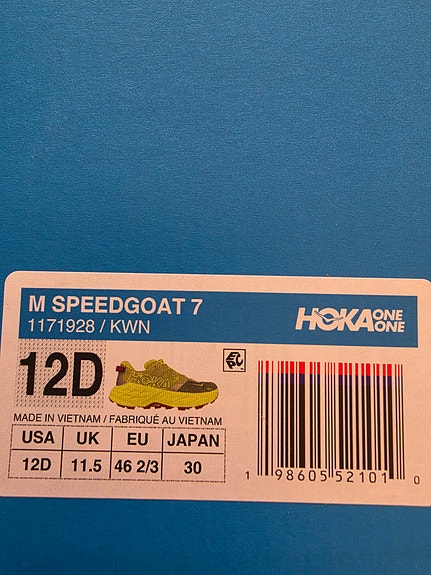 M SPEEDGOAT 7
1171928 / KWN
HOKA ONE ONE
12D
EPC
MADE IN VIETNAM / FABRIQUÉ AU VIETNAM
USA UK EU JAPAN
12D 11.5 46 2/3 30
1 98605 52101 0